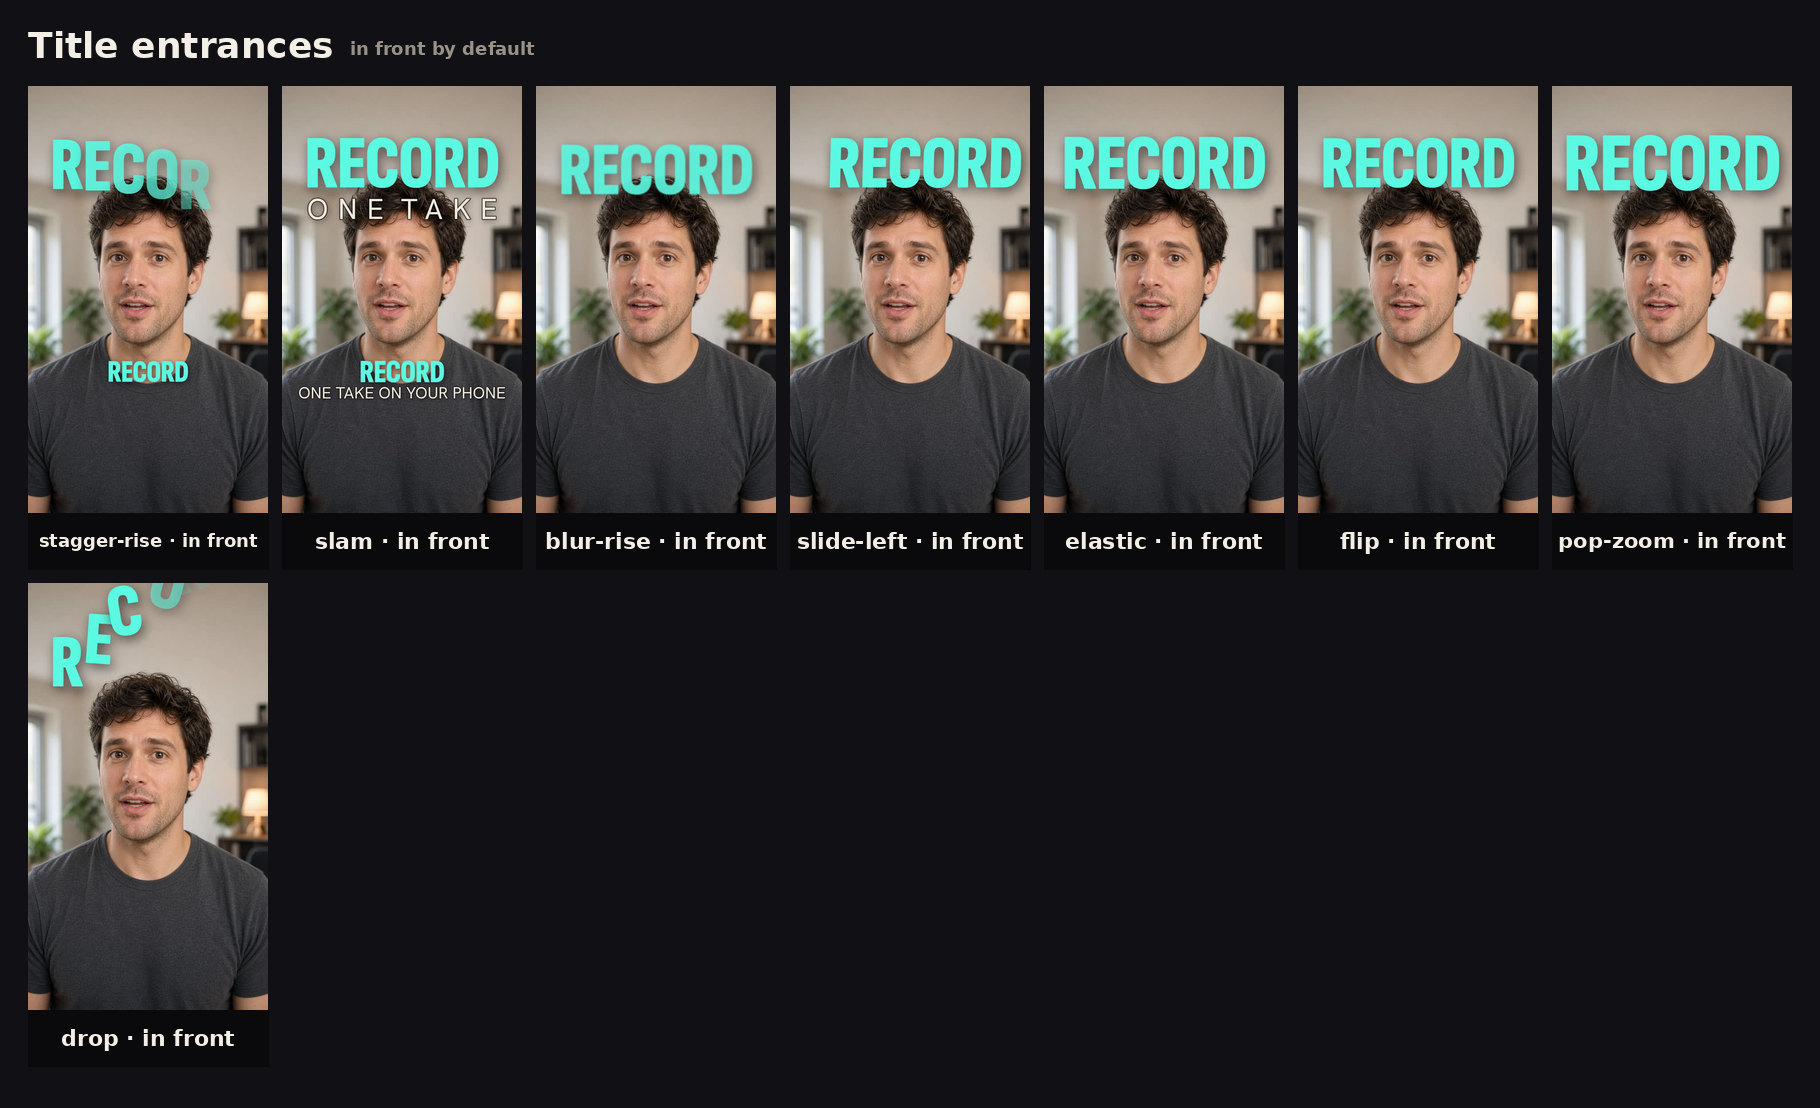 Title entrances in front by default
RECOR
RECORD
stagger-rise · in front
RECORD
ONE TAKE
RECORD
ONE TAKE ON YOUR PHONE
slam · in front
RECORD
blur-rise · in front
RECORD
slide-left · in front
RECORD
elastic · in front
RECORD
flip · in front
RECORD
pop-zoom · in front
RECO
drop · in front